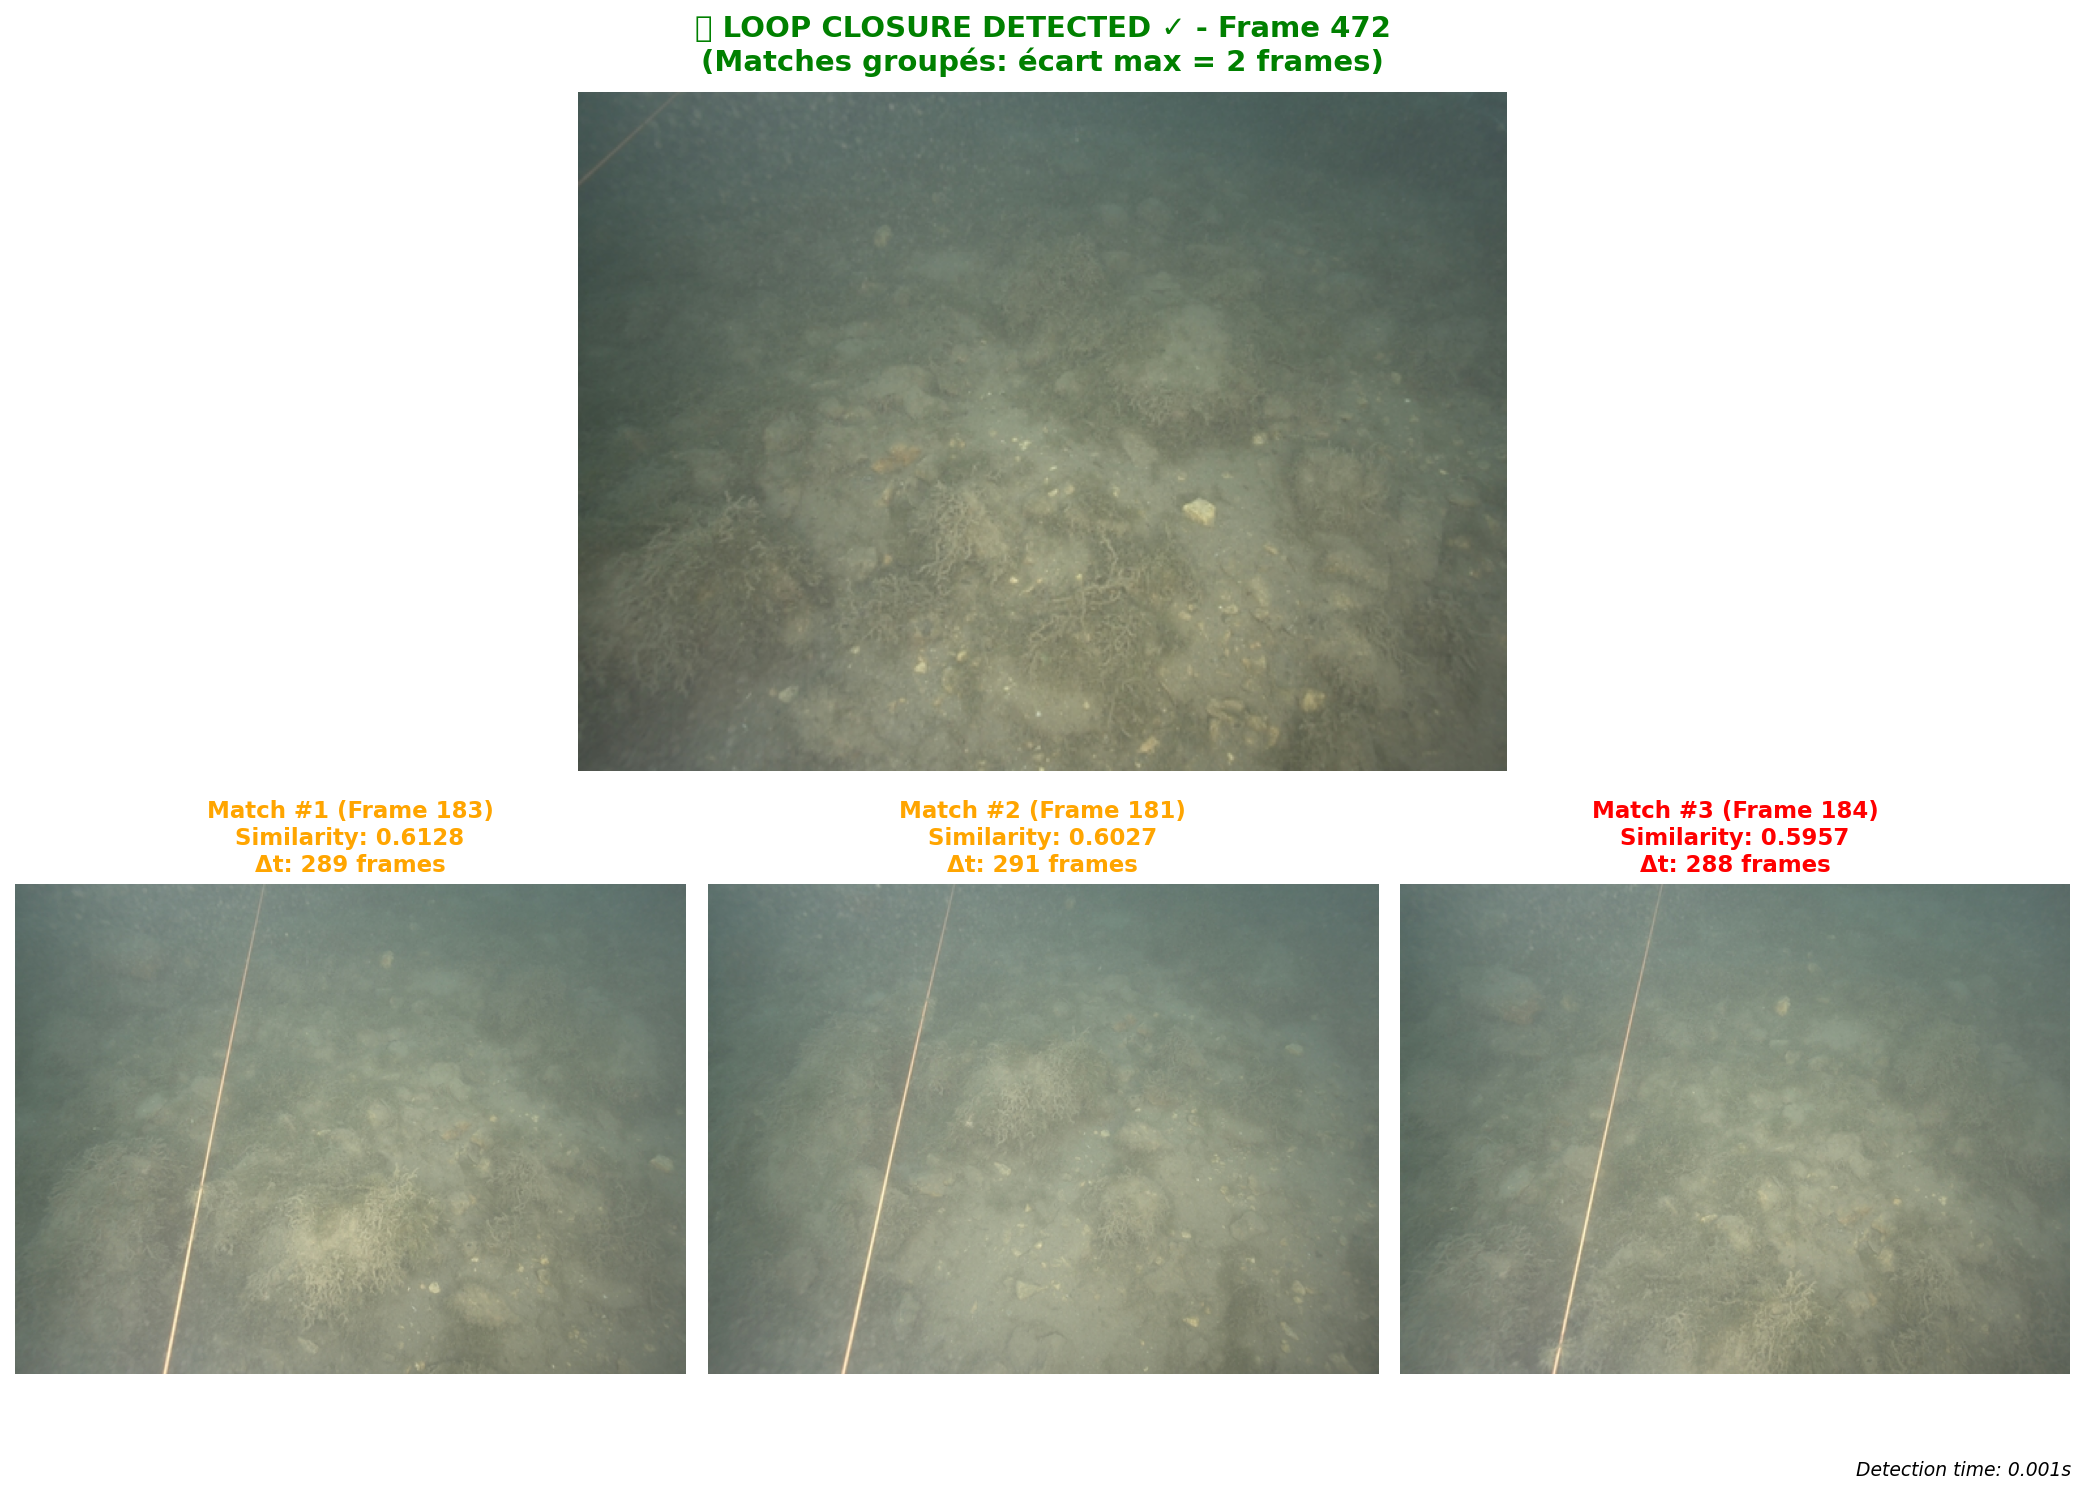 LOOP CLOSURE DETECTED ✓ - Frame 472
(Matches groupés: écart max = 2 frames)
Match #1 (Frame 183)
Similarity: 0.6128
Δt: 289 frames
Match #2 (Frame 181)
Similarity: 0.6027
Δt: 291 frames
Match #3 (Frame 184)
Similarity: 0.5957
Δt: 288 frames
Detection time: 0.001s